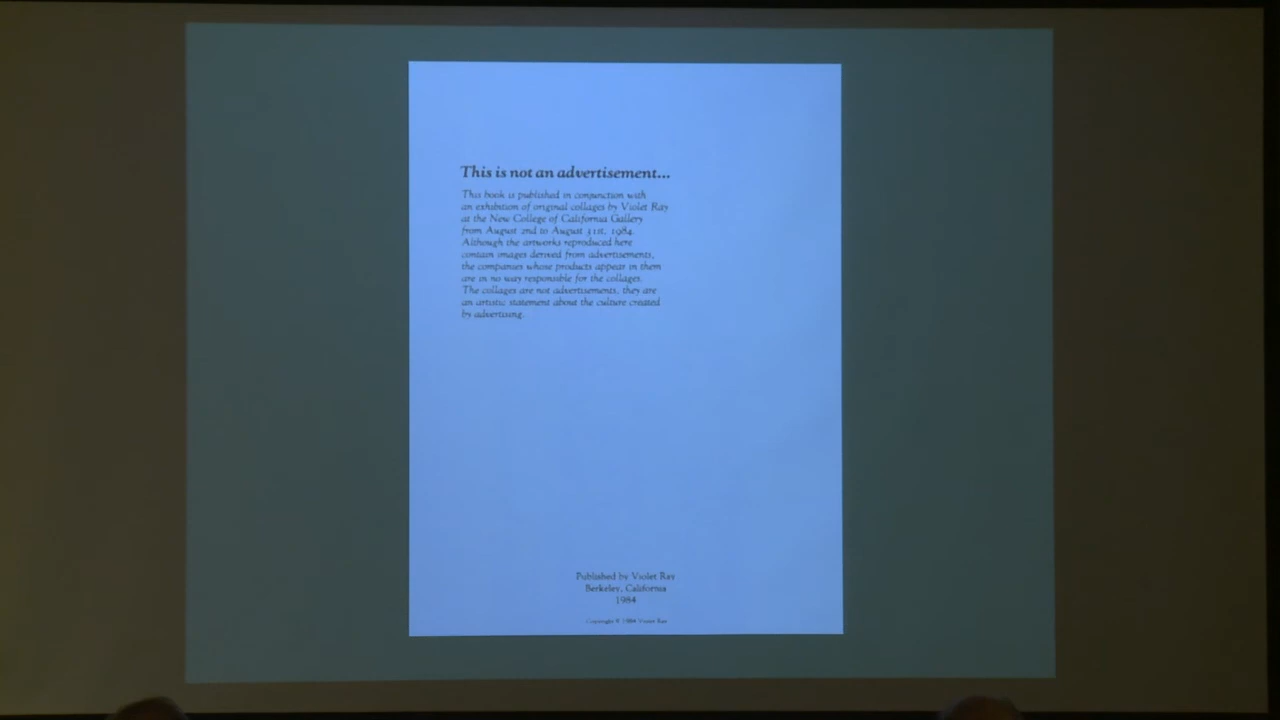 This is not an advertisement...
This book is published in conjunction with
an exhibition of original collages by Violet Ray
at the New College of California Gallery
from August 2nd to August 31st, 1984.
Although the artworks reproduced here
contain images derived from advertisements,
the companies whose products appear in them
are in no way responsible for the collages.
The collages are not advertisements, they are
an artistic statement about the culture created
by advertising.
Published by Violet Ray
Berkeley, California
1984
Copyright © 1984 Violet Ray